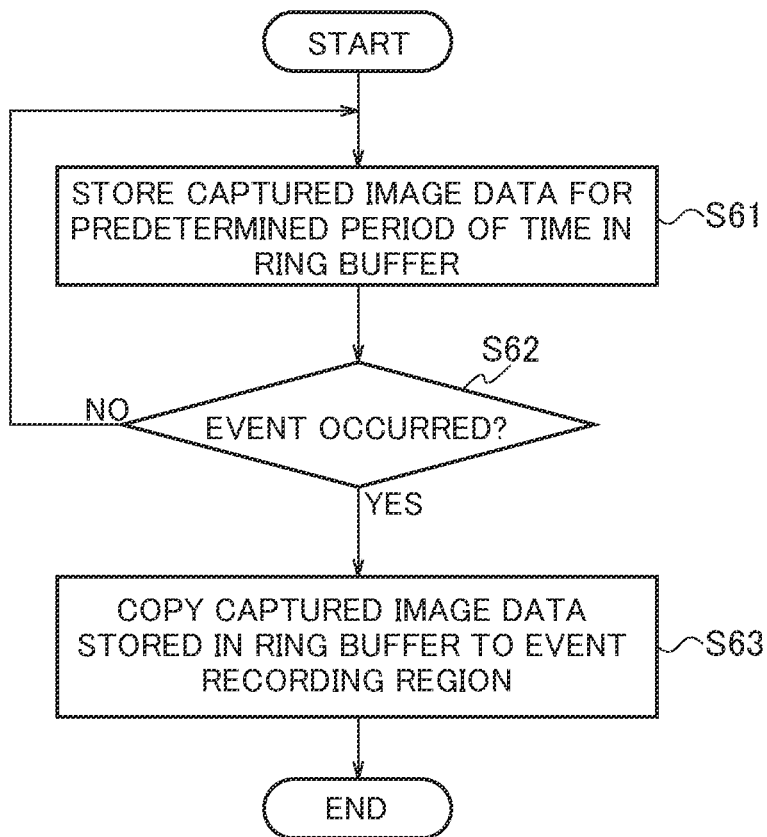 START
STORE CAPTURED IMAGE DATA FOR
PREDETERMINED PERIOD OF TIME IN
RING BUFFER
S61
S62
NO
EVENT OCCURRED?
YES
COPY CAPTURED IMAGE DATA
STORED IN RING BUFFER TO EVENT
RECORDING REGION
S63
END